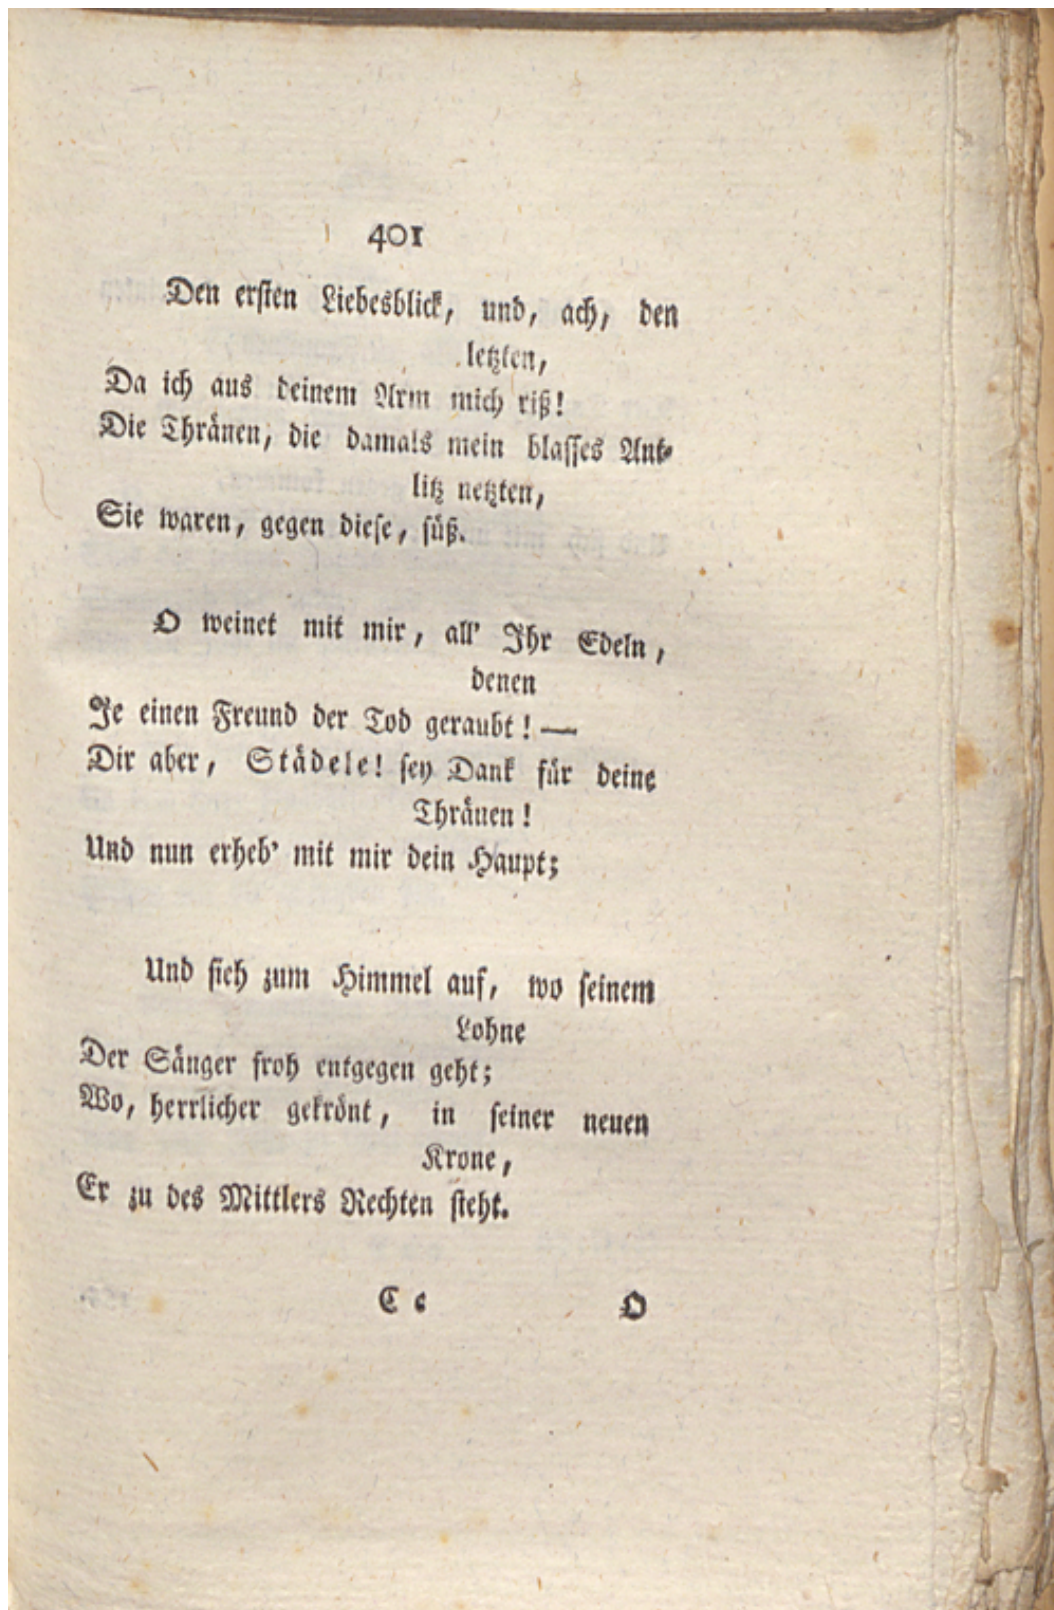 401
Den ersten Liebesblick, und, ach, den
letzten,
Da ich aus deinem Arm mich riß!
Die Thränen, die damals mein blasses Ant-
litz netzten,
Sie waren, gegen diese, süß.
O weinet mit mir, all' Ihr Edeln,
denen
Je einen Freund der Tod geraubt! —
Dir aber, Städele! sey Dank für deine
Thränen!
Und nun erheb' mit mir dein Haupt;
Und sieh zum Himmel auf, wo seinem
Lohne
Der Sänger froh entgegen geht;
Wo, herrlicher gekrönt, in seiner neuen
Krone,
Er zu des Mittlers Rechten steht.
C c O